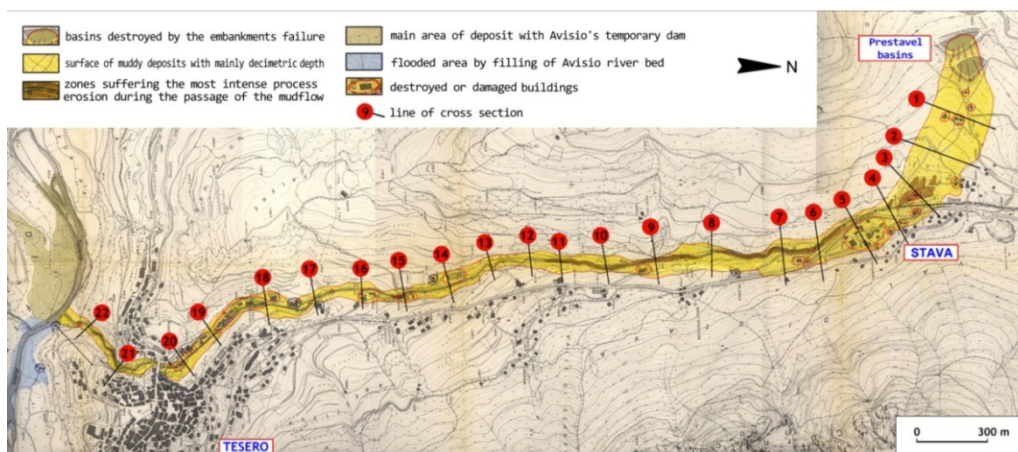 basins destroyed by the embankments failure
surface of muddy deposits with mainly decimetric depth
zones suffering the most intense process
erosion during the passage of the mudflow
main area of deposit with Avisio's temporary dam
flooded area by filling of Avisio river bed
destroyed or damaged buildings
9 line of cross section
N
Prestavel
basins
1
2
3
4
5
6
7
8
9
10
11
12
13
14
15
16
17
18
19
20
21
22
STAVA
TESERO
0 300 m